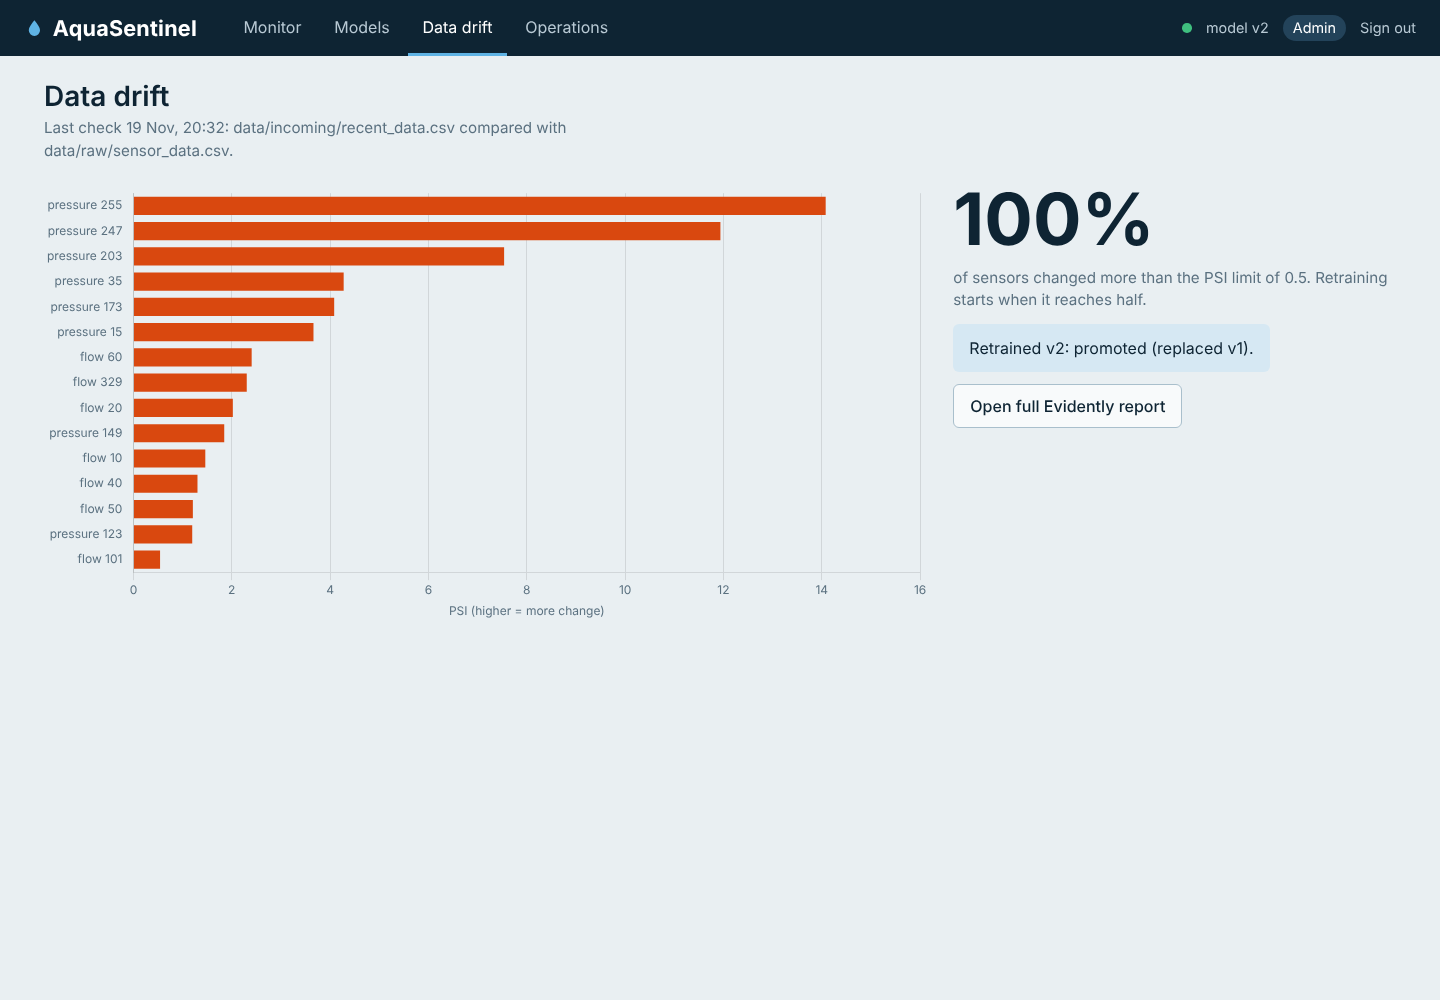 AquaSentinel
Monitor
Models
Data drift
Operations
model v2
Admin
Sign out
Data drift
Last check 19 Nov, 20:32: data/incoming/recent_data.csv compared with
data/raw/sensor_data.csv.
pressure 255
pressure 247
pressure 203
pressure 35
pressure 173
pressure 15
flow 60
flow 329
flow 20
pressure 149
flow 10
flow 40
flow 50
pressure 123
flow 101
0 2 4 6 8 10 12 14 16
PSI (higher = more change)
100%
of sensors changed more than the PSI limit of 0.5. Retraining
starts when it reaches half.
Retrained v2: promoted (replaced v1).
Open full Evidently report